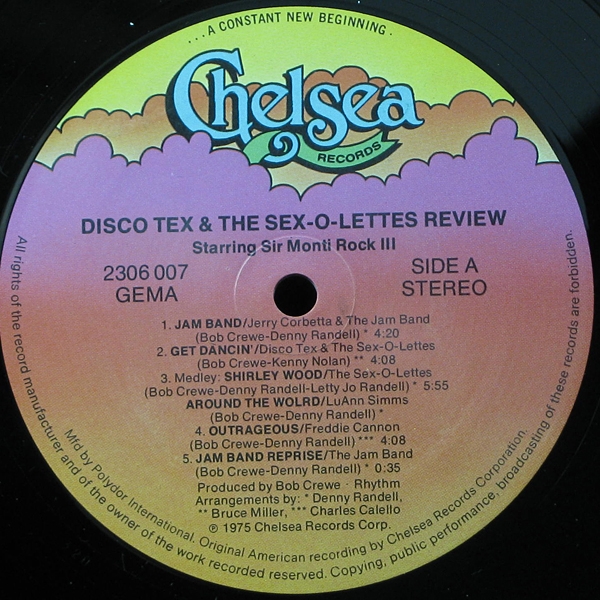 ...A CONSTANT NEW BEGINNING.
Chelsea
RECORDS
DISCO TEX & THE SEX-O-LETTES REVIEW
Starring Sir Monti Rock III
2306 007
GEMA
SIDE A
STEREO
1. JAM BAND/Jerry Corbetta & The Jam Band
(Bob Crewe-Denny Randell) * 4:20
2. GET DANCIN'/Disco Tex & The Sex-O-Lettes
(Bob Crewe-Kenny Nolan) ** 4:08
3. Medley: SHIRLEY WOOD/The Sex-O-Lettes
(Bob Crewe-Denny Randell-Letty Jo Randell) * 5:55
AROUND THE WOLRD/LuAnn Simms
(Bob Crewe-Denny Randell) *
4. OUTRAGEOUS/Freddie Cannon
(Bob Crewe-Denny Randell) *** 4:08
5. JAM BAND REPRISE/The Jam Band
(Bob Crewe-Denny Randell) * 0:35
Produced by Bob Crewe · Rhythm
Arrangements by: * Denny Randell,
** Bruce Miller, *** Charles Calello
℗ 1975 Chelsea Records Corp.
Mfd by Polydor International. Original American recording by Chelsea Records Corporation.
All rights of the record manufacturer and of the owner of the work recorded reserved. Copying, public performance, broadcasting of these records are forbidden.